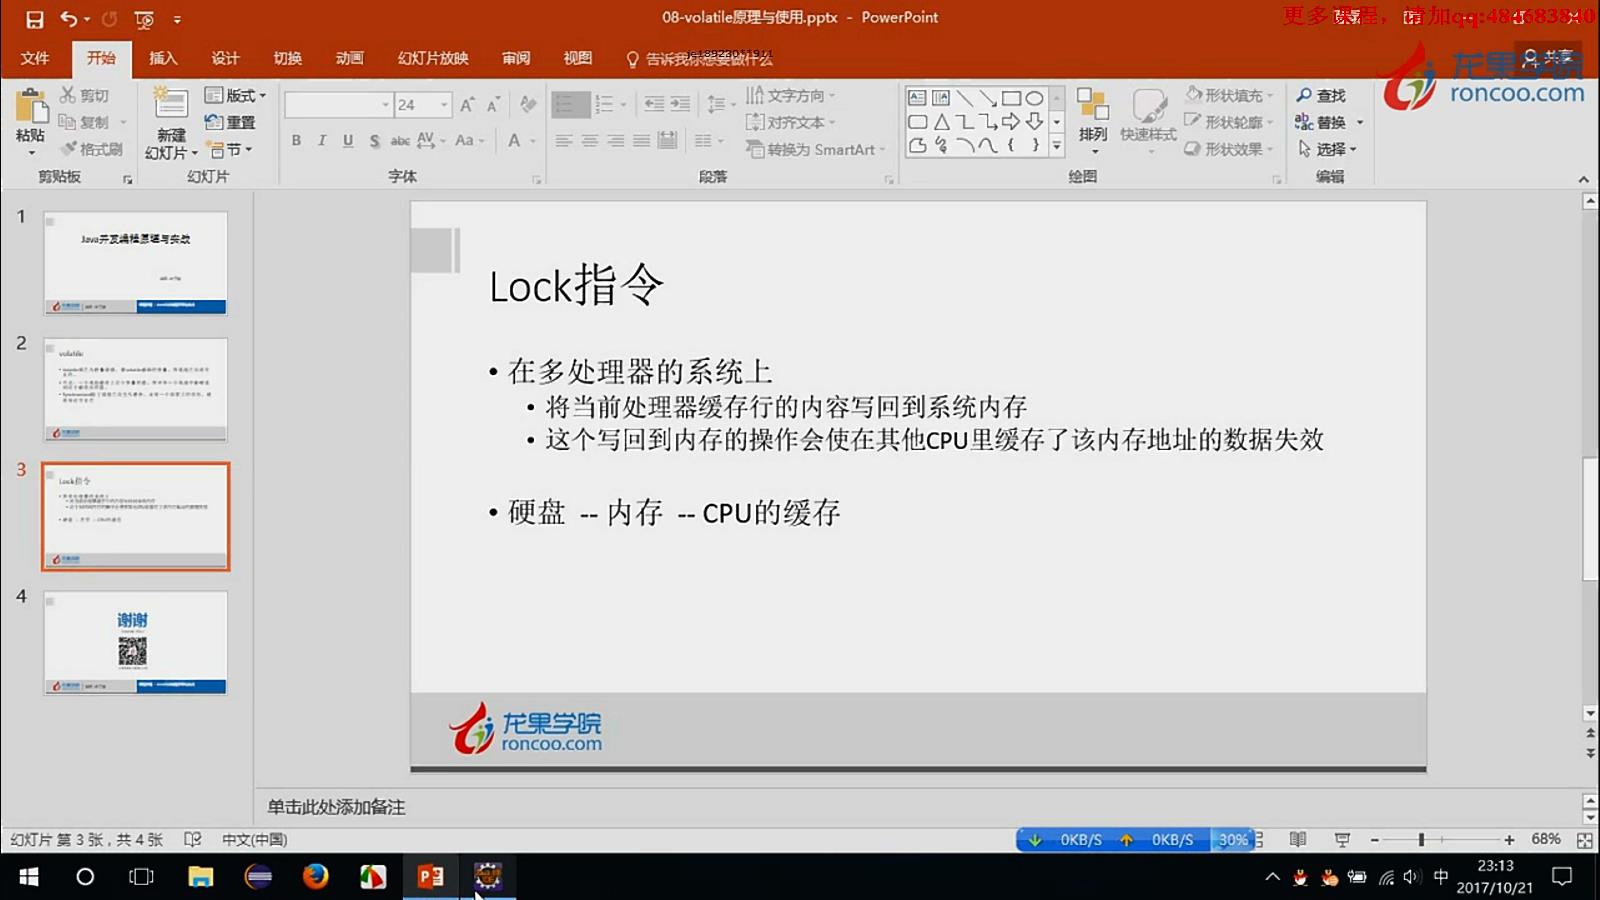 08-volatile原理与使用.pptx - PowerPoint
更多课程，请加qq:484683840
文件 开始 插入 设计 切换 动画 幻灯片放映 审阅 视图 告诉我你想要做什么
共享
龙果学院
roncoo.com
粘贴 剪切 复制 格式刷
剪贴板
新建
幻灯片 版式 重置 节
幻灯片
24
B I U S abc AV Aa A
字体
文字方向
对齐文本
转换为 SmartArt
段落
排列 快速样式
形状填充
形状轮廓
形状效果
绘图
查找
替换
选择
编辑
1
Java并发编程原理与实战
2
volatile
3
Lock指令
4
谢谢
Lock指令
• 在多处理器的系统上
• 将当前处理器缓存行的内容写回到系统内存
• 这个写回到内存的操作会使在其他CPU里缓存了该内存地址的数据失效
• 硬盘 -- 内存 -- CPU的缓存
龙果学院
roncoo.com
单击此处添加备注
幻灯片 第 3 张，共 4 张 中文(中国)
0KB/S 0KB/S 30%
68%
中
23:13
2017/10/21